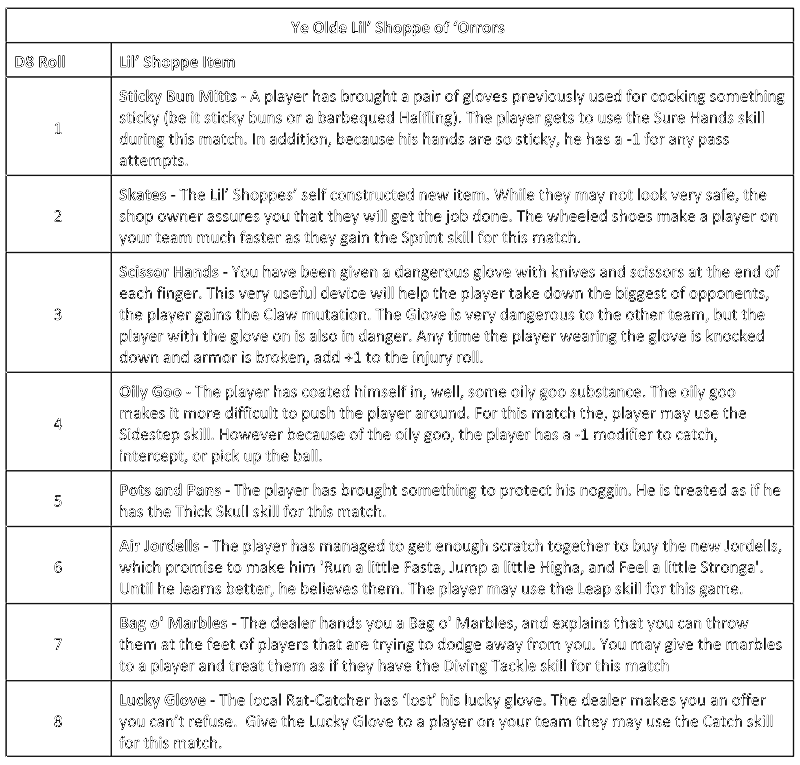 Ye Olde Lil' Shoppe of 'Orrors
D8 Roll
Lil' Shoppe Item
1
Sticky Bun Mitts - A player has brought a pair of gloves previously used for cooking something
sticky (be it sticky buns or a barbequed Halfling). The player gets to use the Sure Hands skill
during this match. In addition, because his hands are so sticky, he has a -1 for any pass
attempts.
2
Skates - The Lil' Shoppes' self constructed new item. While they may not look very safe, the
shop owner assures you that they will get the job done. The wheeled shoes make a player on
your team much faster as they gain the Sprint skill for this match.
3
Scissor Hands - You have been given a dangerous glove with knives and scissors at the end of
each finger. This very useful device will help the player take down the biggest of opponents,
the player gains the Claw mutation. The Glove is very dangerous to the other team, but the
player with the glove on is also in danger. Any time the player wearing the glove is knocked
down and armor is broken, add +1 to the injury roll.
4
Oily Goo - The player has coated himself in, well, some oily goo substance. The oily goo
makes it more difficult to push the player around. For this match the, player may use the
Sidestep skill. However because of the oily goo, the player has a -1 modifier to catch,
intercept, or pick up the ball.
5
Pots and Pans - The player has brought something to protect his noggin. He is treated as if he
has the Thick Skull skill for this match.
6
Air Jordells - The player has managed to get enough scratch together to buy the new Jordells,
which promise to make him 'Run a little Fasta, Jump a little Higha, and Feel a little Stronga'.
Until he learns better, he believes them. The player may use the Leap skill for this game.
7
Bag o' Marbles - The dealer hands you a Bag o' Marbles, and explains that you can throw
them at the feet of players that are trying to dodge away from you. You may give the marbles
to a player and treat them as if they have the Diving Tackle skill for this match
8
Lucky Glove - The local Rat-Catcher has 'lost' his lucky glove. The dealer makes you an offer
you can't refuse.  Give the Lucky Glove to a player on your team they may use the Catch skill
for this match.